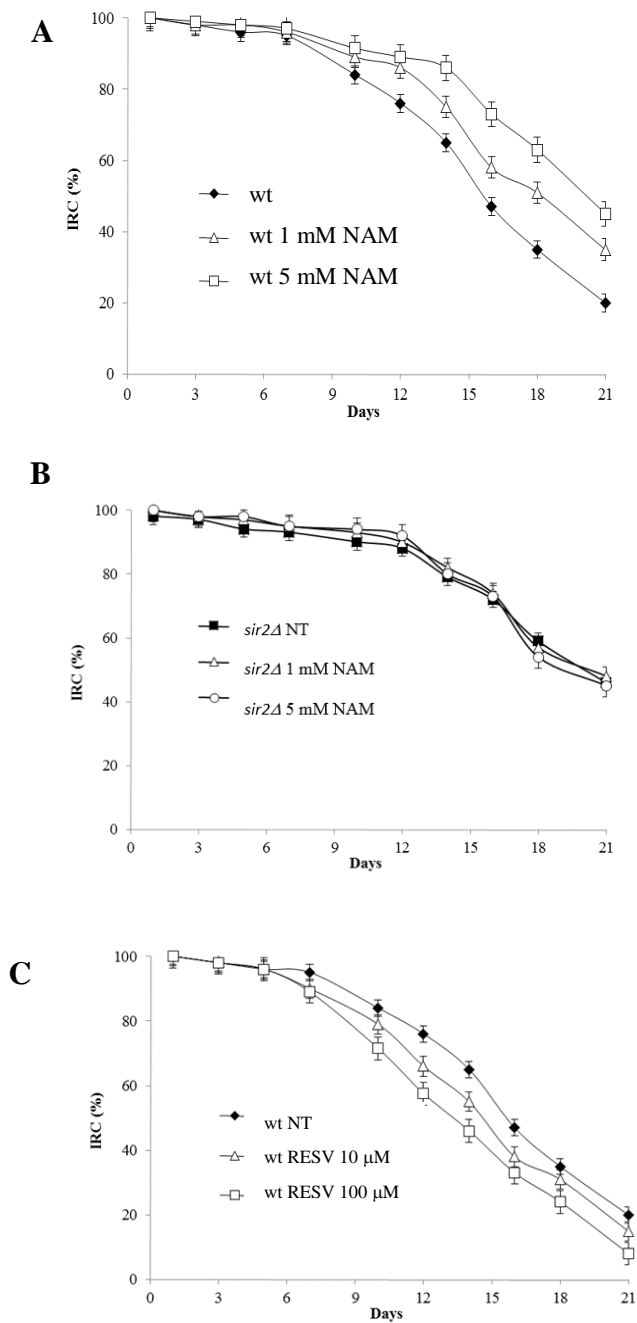 A
100
80
60
40
20
0
IRC (%)
wt
wt 1 mM NAM
wt 5 mM NAM
0 3 6 7 9 12 15 18 21
Days
B
100
80
60
40
20
0
IRC (%)
sir2Δ NT
sir2Δ 1 mM NAM
sir2Δ 5 mM NAM
0 3 6 9 12 15 18 21
Days
C
100
80
60
40
20
0
IRC (%)
wt NT
wt RESV 10 µM
wt RESV 100 µM
0 3 6 9 12 15 18 21
Days